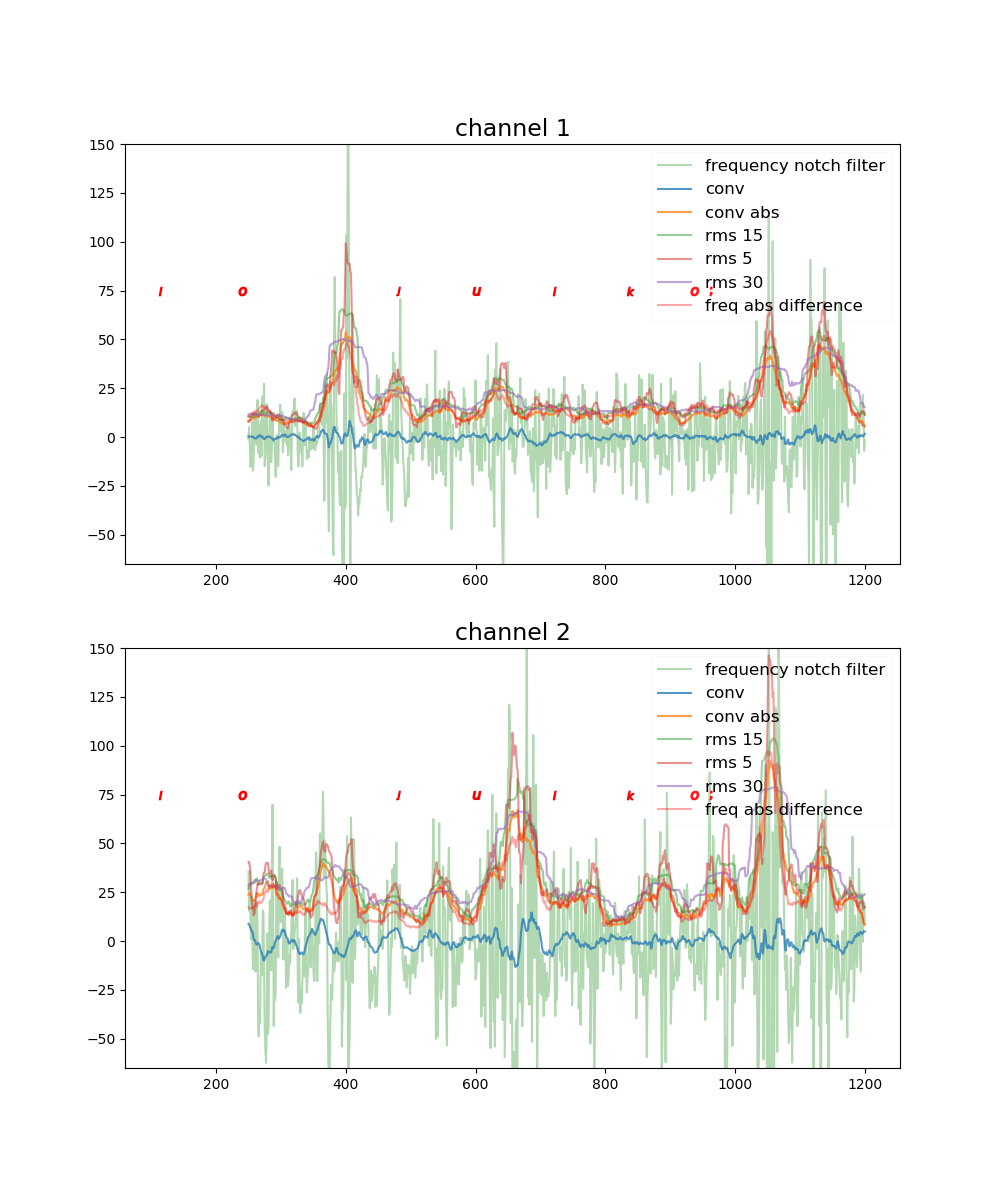 channel 1
150
125
100
75
50
25
0
−25
−50
frequency notch filter
conv
conv abs
rms 15
rms 5
rms 30
freq abs difference
l o J u l k o ;
200 400 600 800 1000 1200
channel 2
150
125
100
75
50
25
0
−25
−50
frequency notch filter
conv
conv abs
rms 15
rms 5
rms 30
freq abs difference
l o J u l k o ;
200 400 600 800 1000 1200